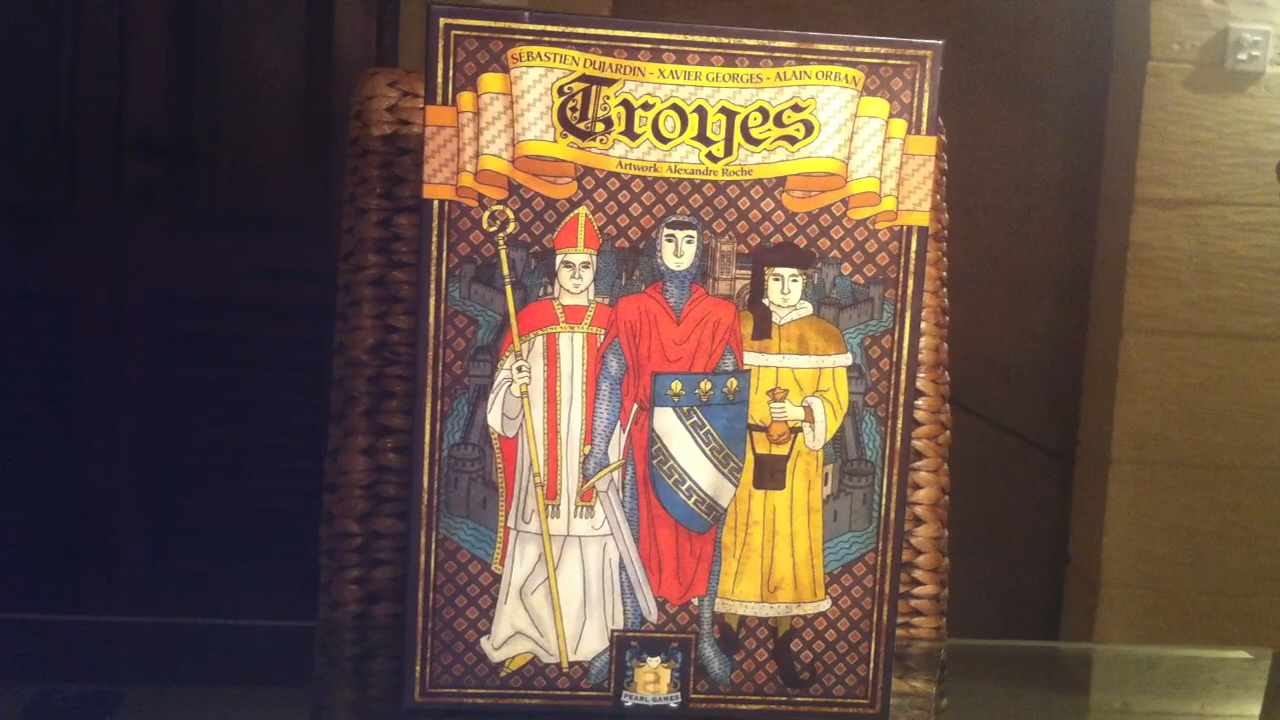 SÉBASTIEN DUJARDIN - XAVIER GEORGES - ALAIN ORBAN
Troyes
Artwork: Alexandre Roche
PEARL GAMES